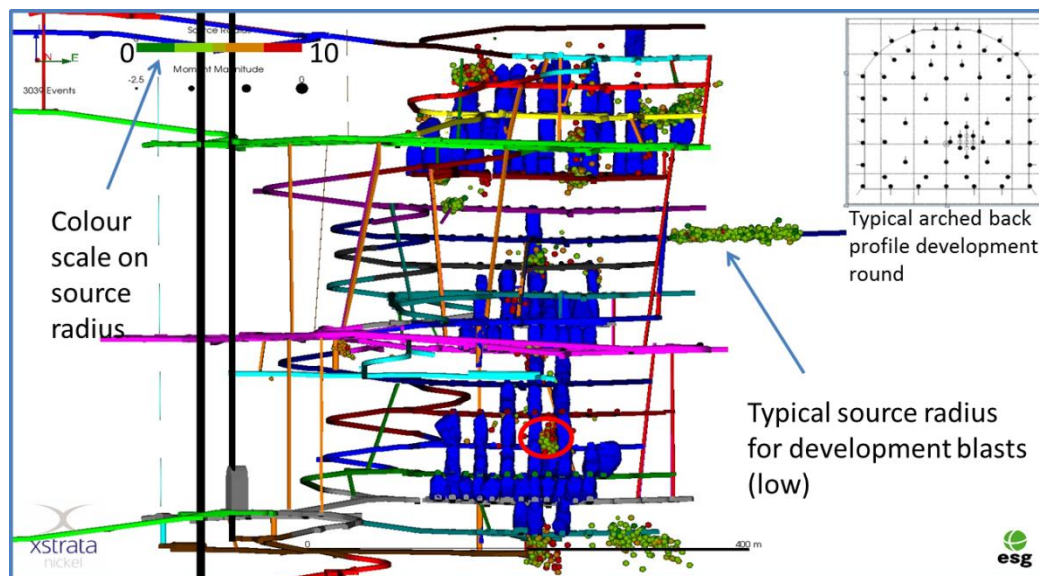 Source Radius
0
10
N
E
Moment Magnitude
-2.5
0
3039 Events
Colour
scale on
source
radius
Typical arched back
profile development
round
Typical source radius
for development blasts
(low)
0
400 m
xstrata
nickel
esg